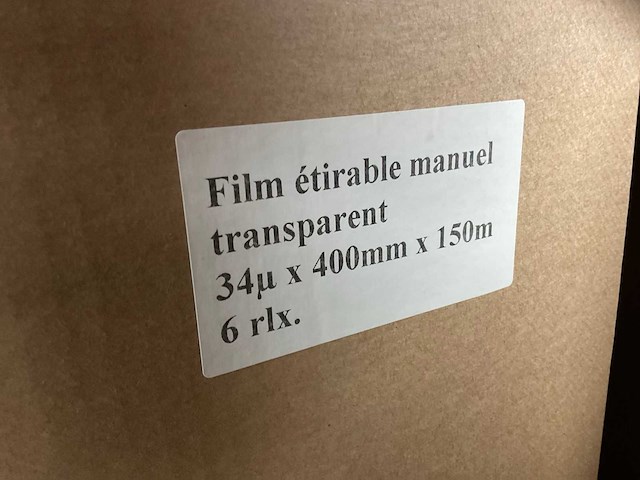 Film étirable manuel
transparent
34µ x 400mm x 150m
6 rlx.